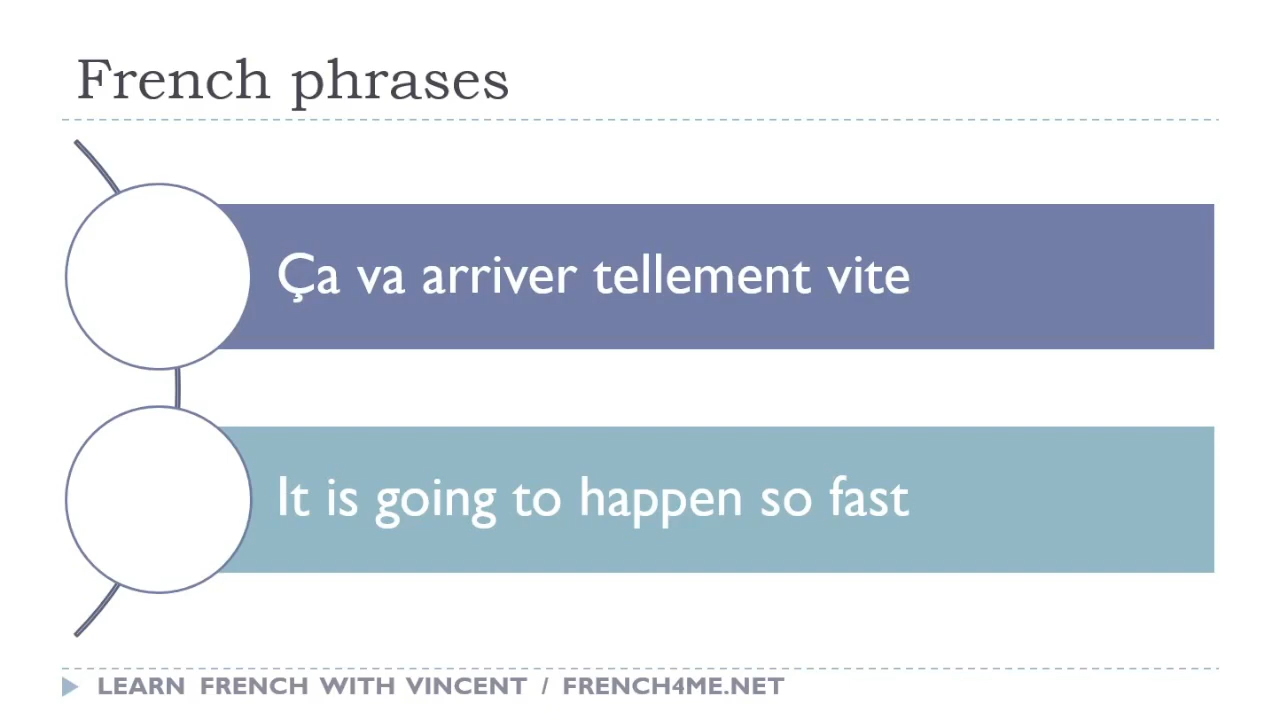 French phrases
Ça va arriver tellement vite
It is going to happen so fast
LEARN FRENCH WITH VINCENT / FRENCH4ME.NET